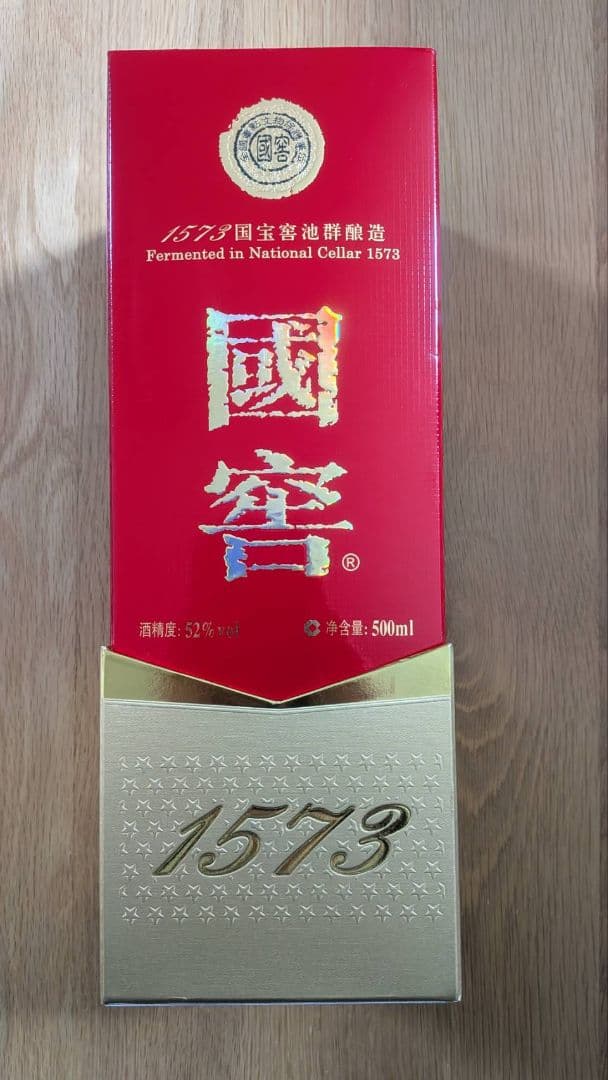 國窖
1573国宝窖池群酿造
Fermented in National Cellar 1573
國
窖
®
酒精度: 52%vol 净含量: 500ml
1573